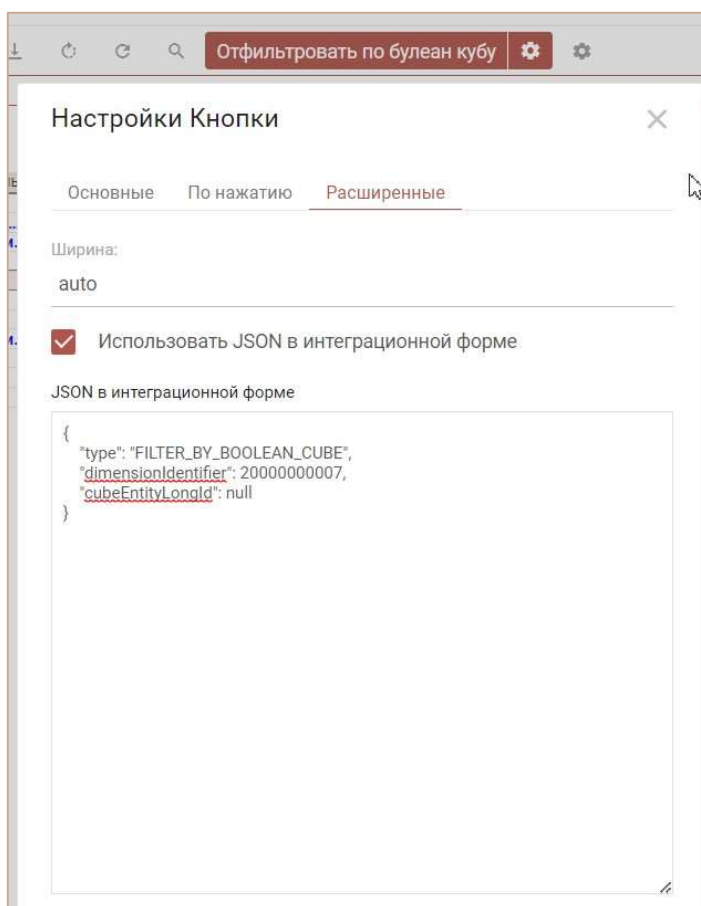 Отфильтровать по булеан кубу
Настройки Кнопки
Основные По нажатию Расширенные
Ширина:
auto
Использовать JSON в интеграционной форме
JSON в интеграционной форме
{
"type": "FILTER_BY_BOOLEAN_CUBE",
"dimensionIdentifier": 20000000007,
"cubeEntityLongId": null
}